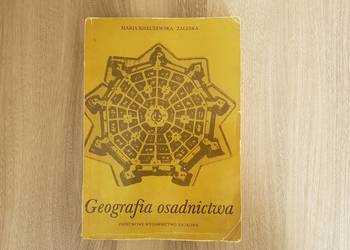 MARIA KIEŁCZEWSKA-ZALESKA
Geografia osadnictwa
PAŃSTWOWE WYDAWNICTWO NAUKOWE